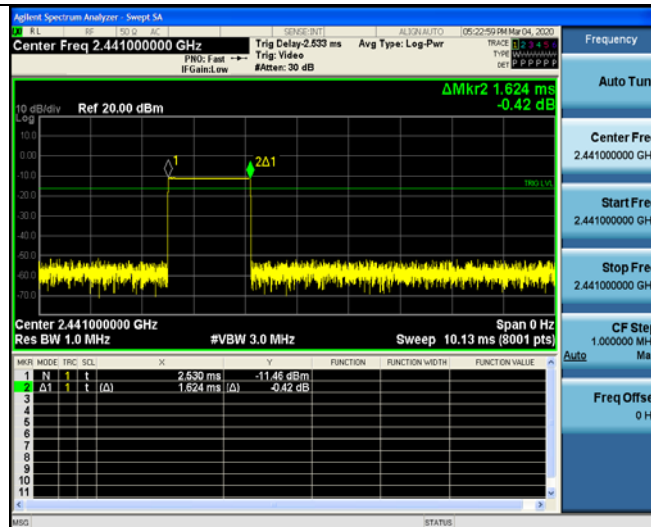 Agilent Spectrum Analyzer - Swept SA
RL RF 50 Ω AC SENSE:INT ALIGN AUTO 05:22:59 PM Mar 04, 2020
Center Freq 2.441000000 GHz
PNO: Fast
IFGain:Low
Trig Delay-2.533 ms
Trig: Video
#Atten: 30 dB
Avg Type: Log-Pwr
TRACE 1 2 3 4 5 6
TYPE
DET P P P P P P
ΔMkr2 1.624 ms
-0.42 dB
10 dB/div Ref 20.00 dBm
Log
10.0
0.00
-10.0
-20.0
-30.0
-40.0
-50.0
-60.0
-70.0
1
2Δ1
TRIG LVL
Center 2.441000000 GHz Span 0 Hz
Res BW 1.0 MHz #VBW 3.0 MHz Sweep 10.13 ms (8001 pts)
MKR MODE TRC SCL X Y FUNCTION FUNCTION WIDTH FUNCTION VALUE
1 N 1 t 2.530 ms -11.46 dBm
2 Δ1 1 t (Δ) 1.624 ms (Δ) -0.42 dB
3
4
5
6
7
8
9
10
11
MSG STATUS
Frequency
Auto Tun
Center Fre
2.441000000 GH
Start Fre
2.441000000 GH
Stop Fre
2.441000000 GH
CF Ste
1.000000 MH
Auto Ma
Freq Offse
0 H